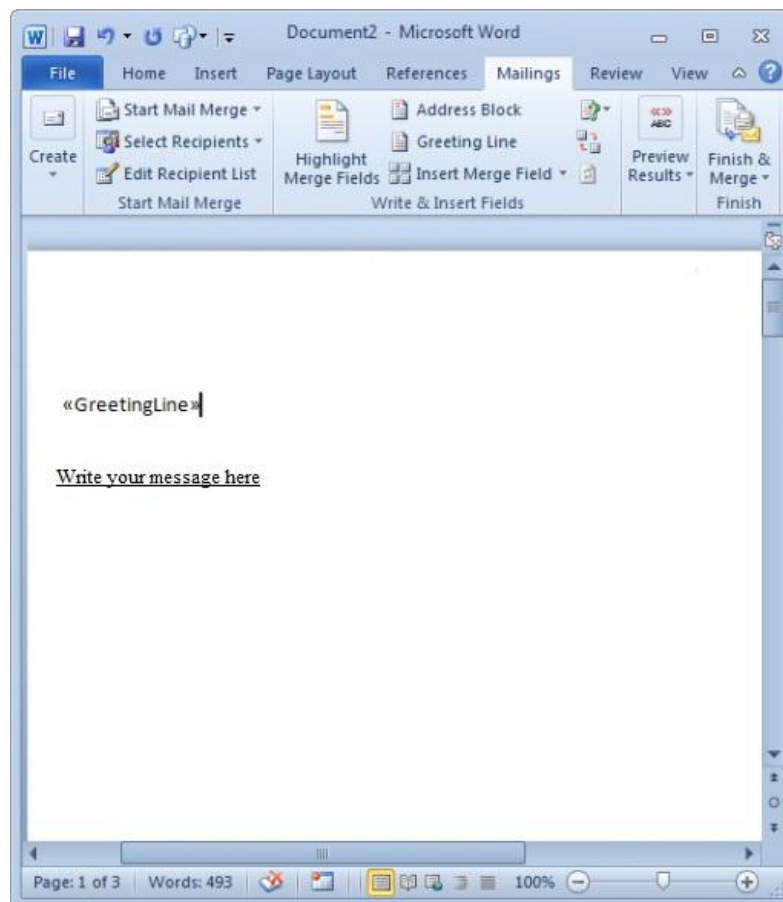 W Document2 - Microsoft Word
File Home Insert Page Layout References Mailings Review View ?
Create
Start Mail Merge
Select Recipients
Edit Recipient List
Start Mail Merge
Highlight
Merge Fields
Address Block
Greeting Line
Insert Merge Field
Write & Insert Fields
?
«»
ABC
Preview
Results
Finish &
Merge
Finish
«GreetingLine»
Write your message here
Page: 1 of 3 Words: 493 100%